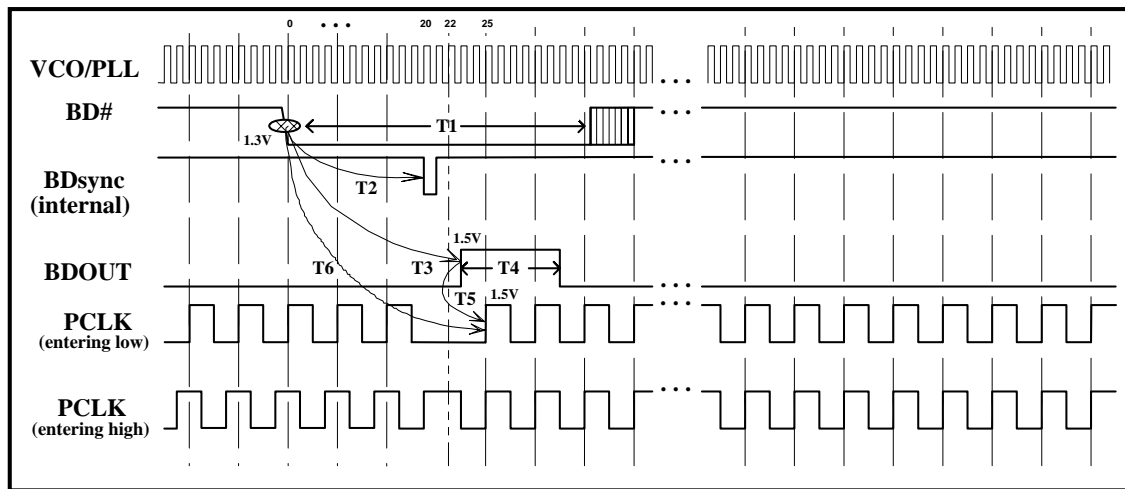 0 • • • 20 22 25
VCO/PLL
• • •
BD#
T1
• • •
1.3V
BDsync
(internal)
T2
• • •
1.5V
BDOUT
T6
T3
T4
• • •
T5
1.5V
PCLK
(entering low)
• • •
PCLK
(entering high)
• • •